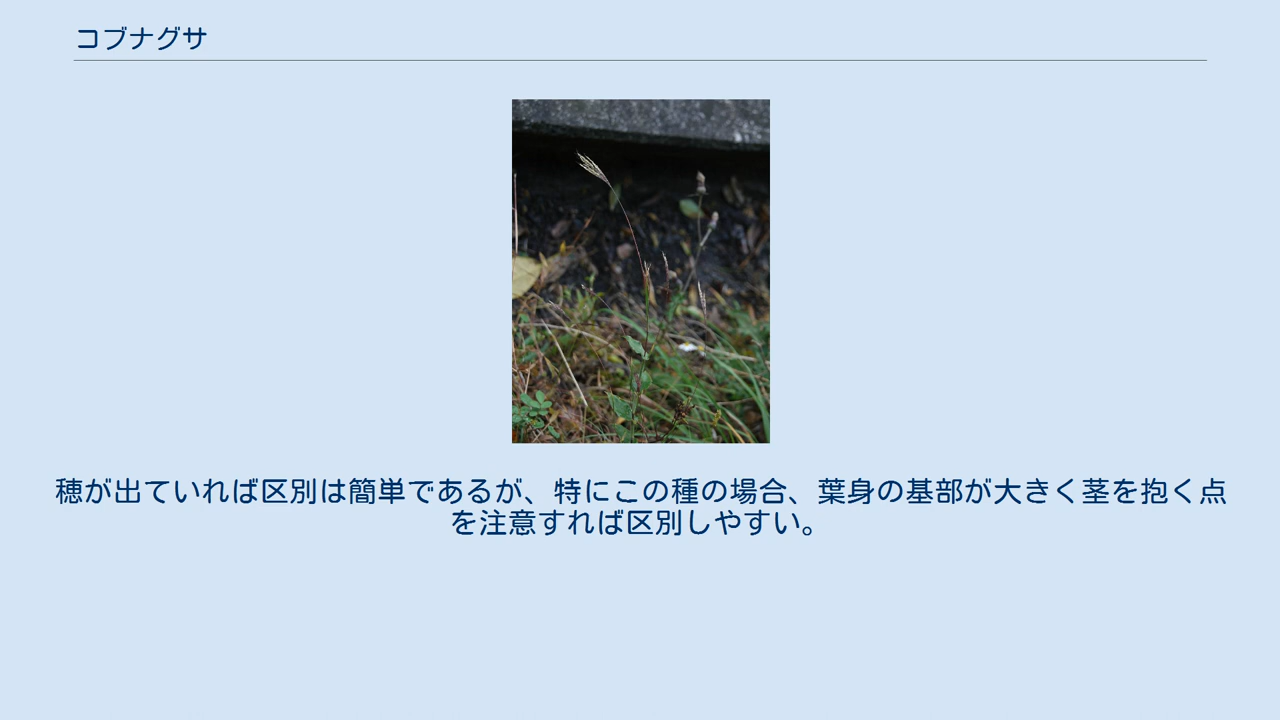 コブナグサ
穂が出ていれば区別は簡単であるが、特にこの種の場合、葉身の基部が大きく茎を抱く点
を注意すれば区別しやすい。